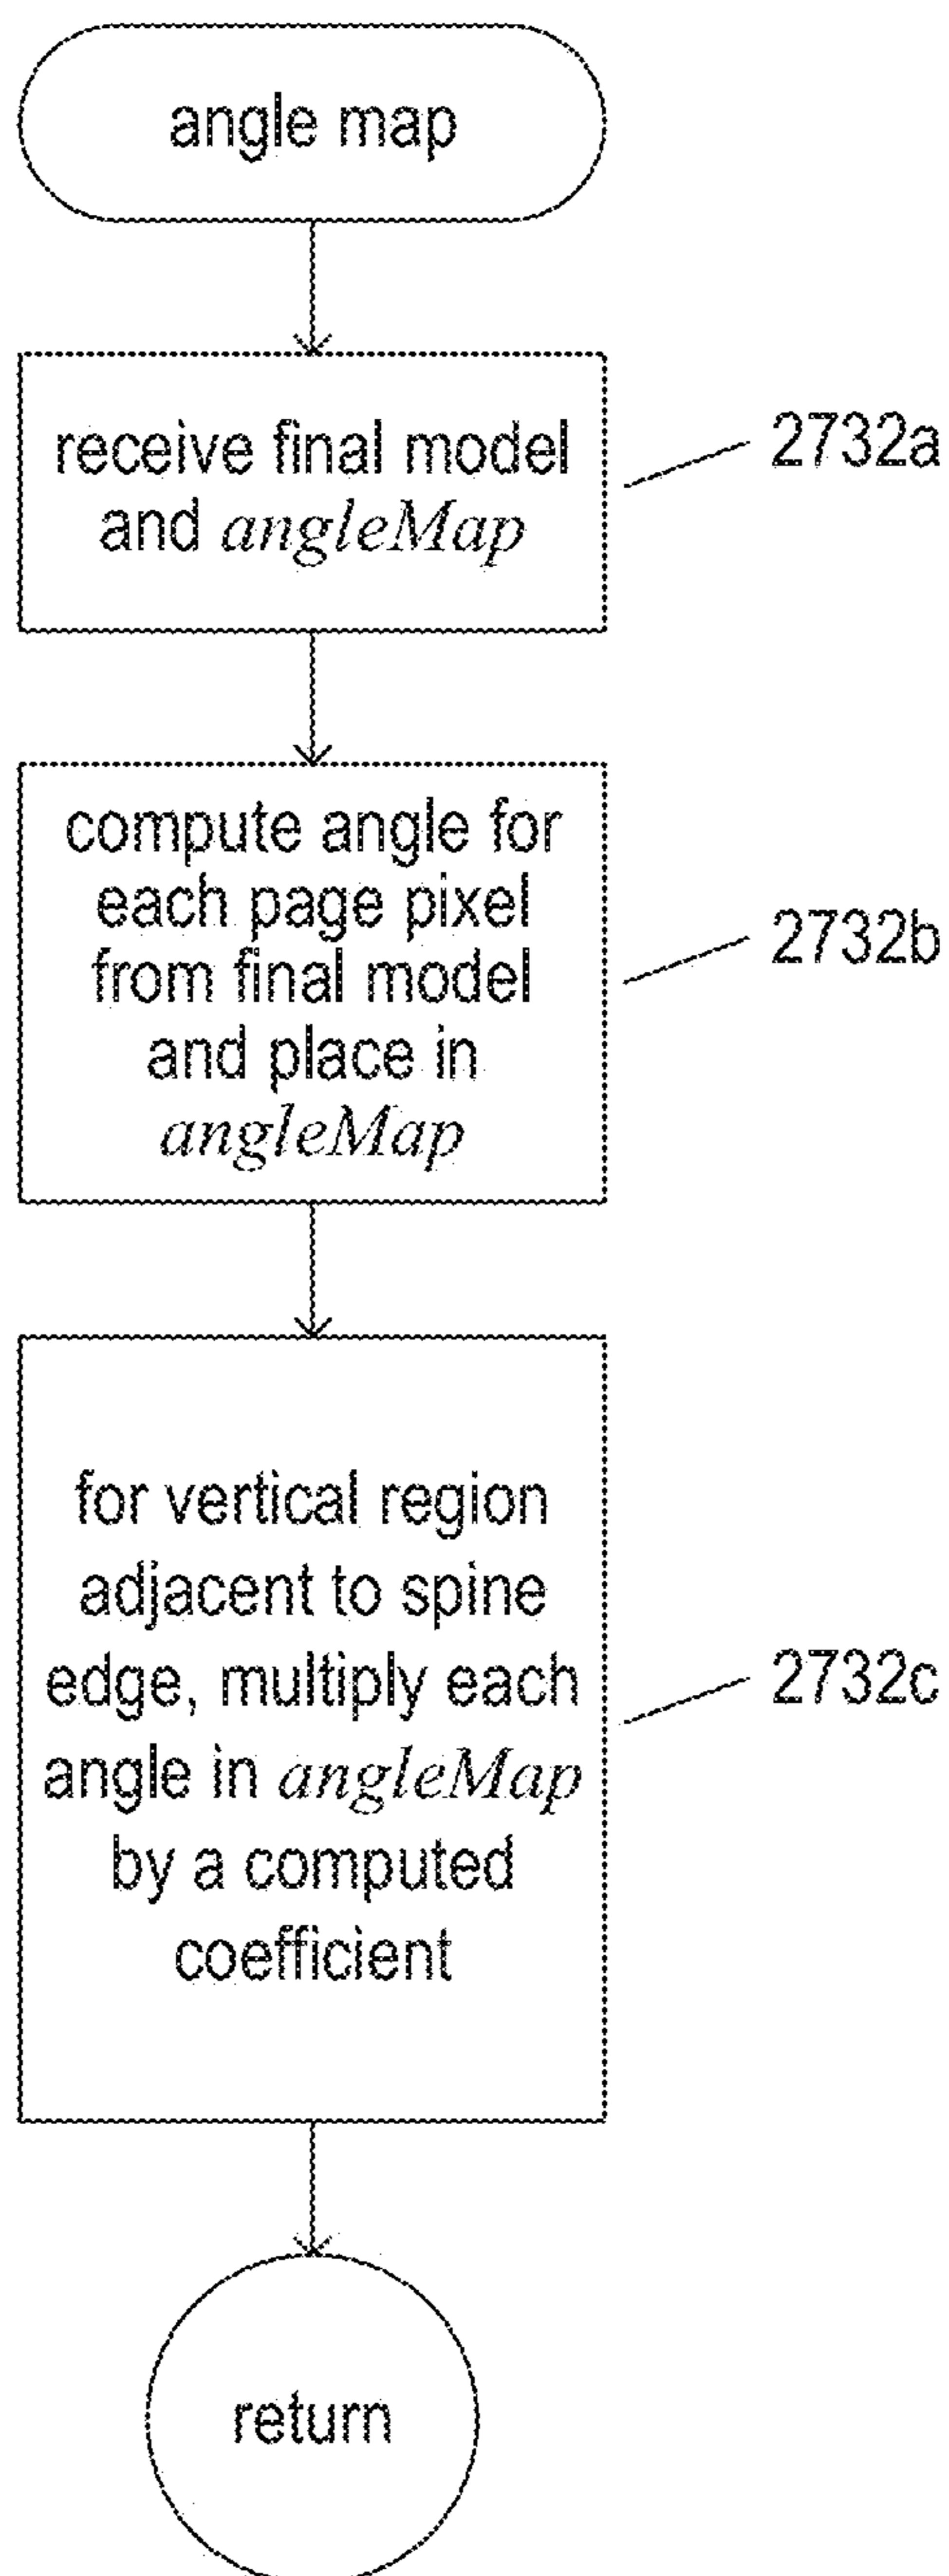 angle map
receive final model
and angleMap
2732a
compute angle for
each page pixel
from final model
and place in
angleMap
2732b
for vertical region
adjacent to spine
edge, multiply each
angle in angleMap
by a computed
coefficient
2732c
return